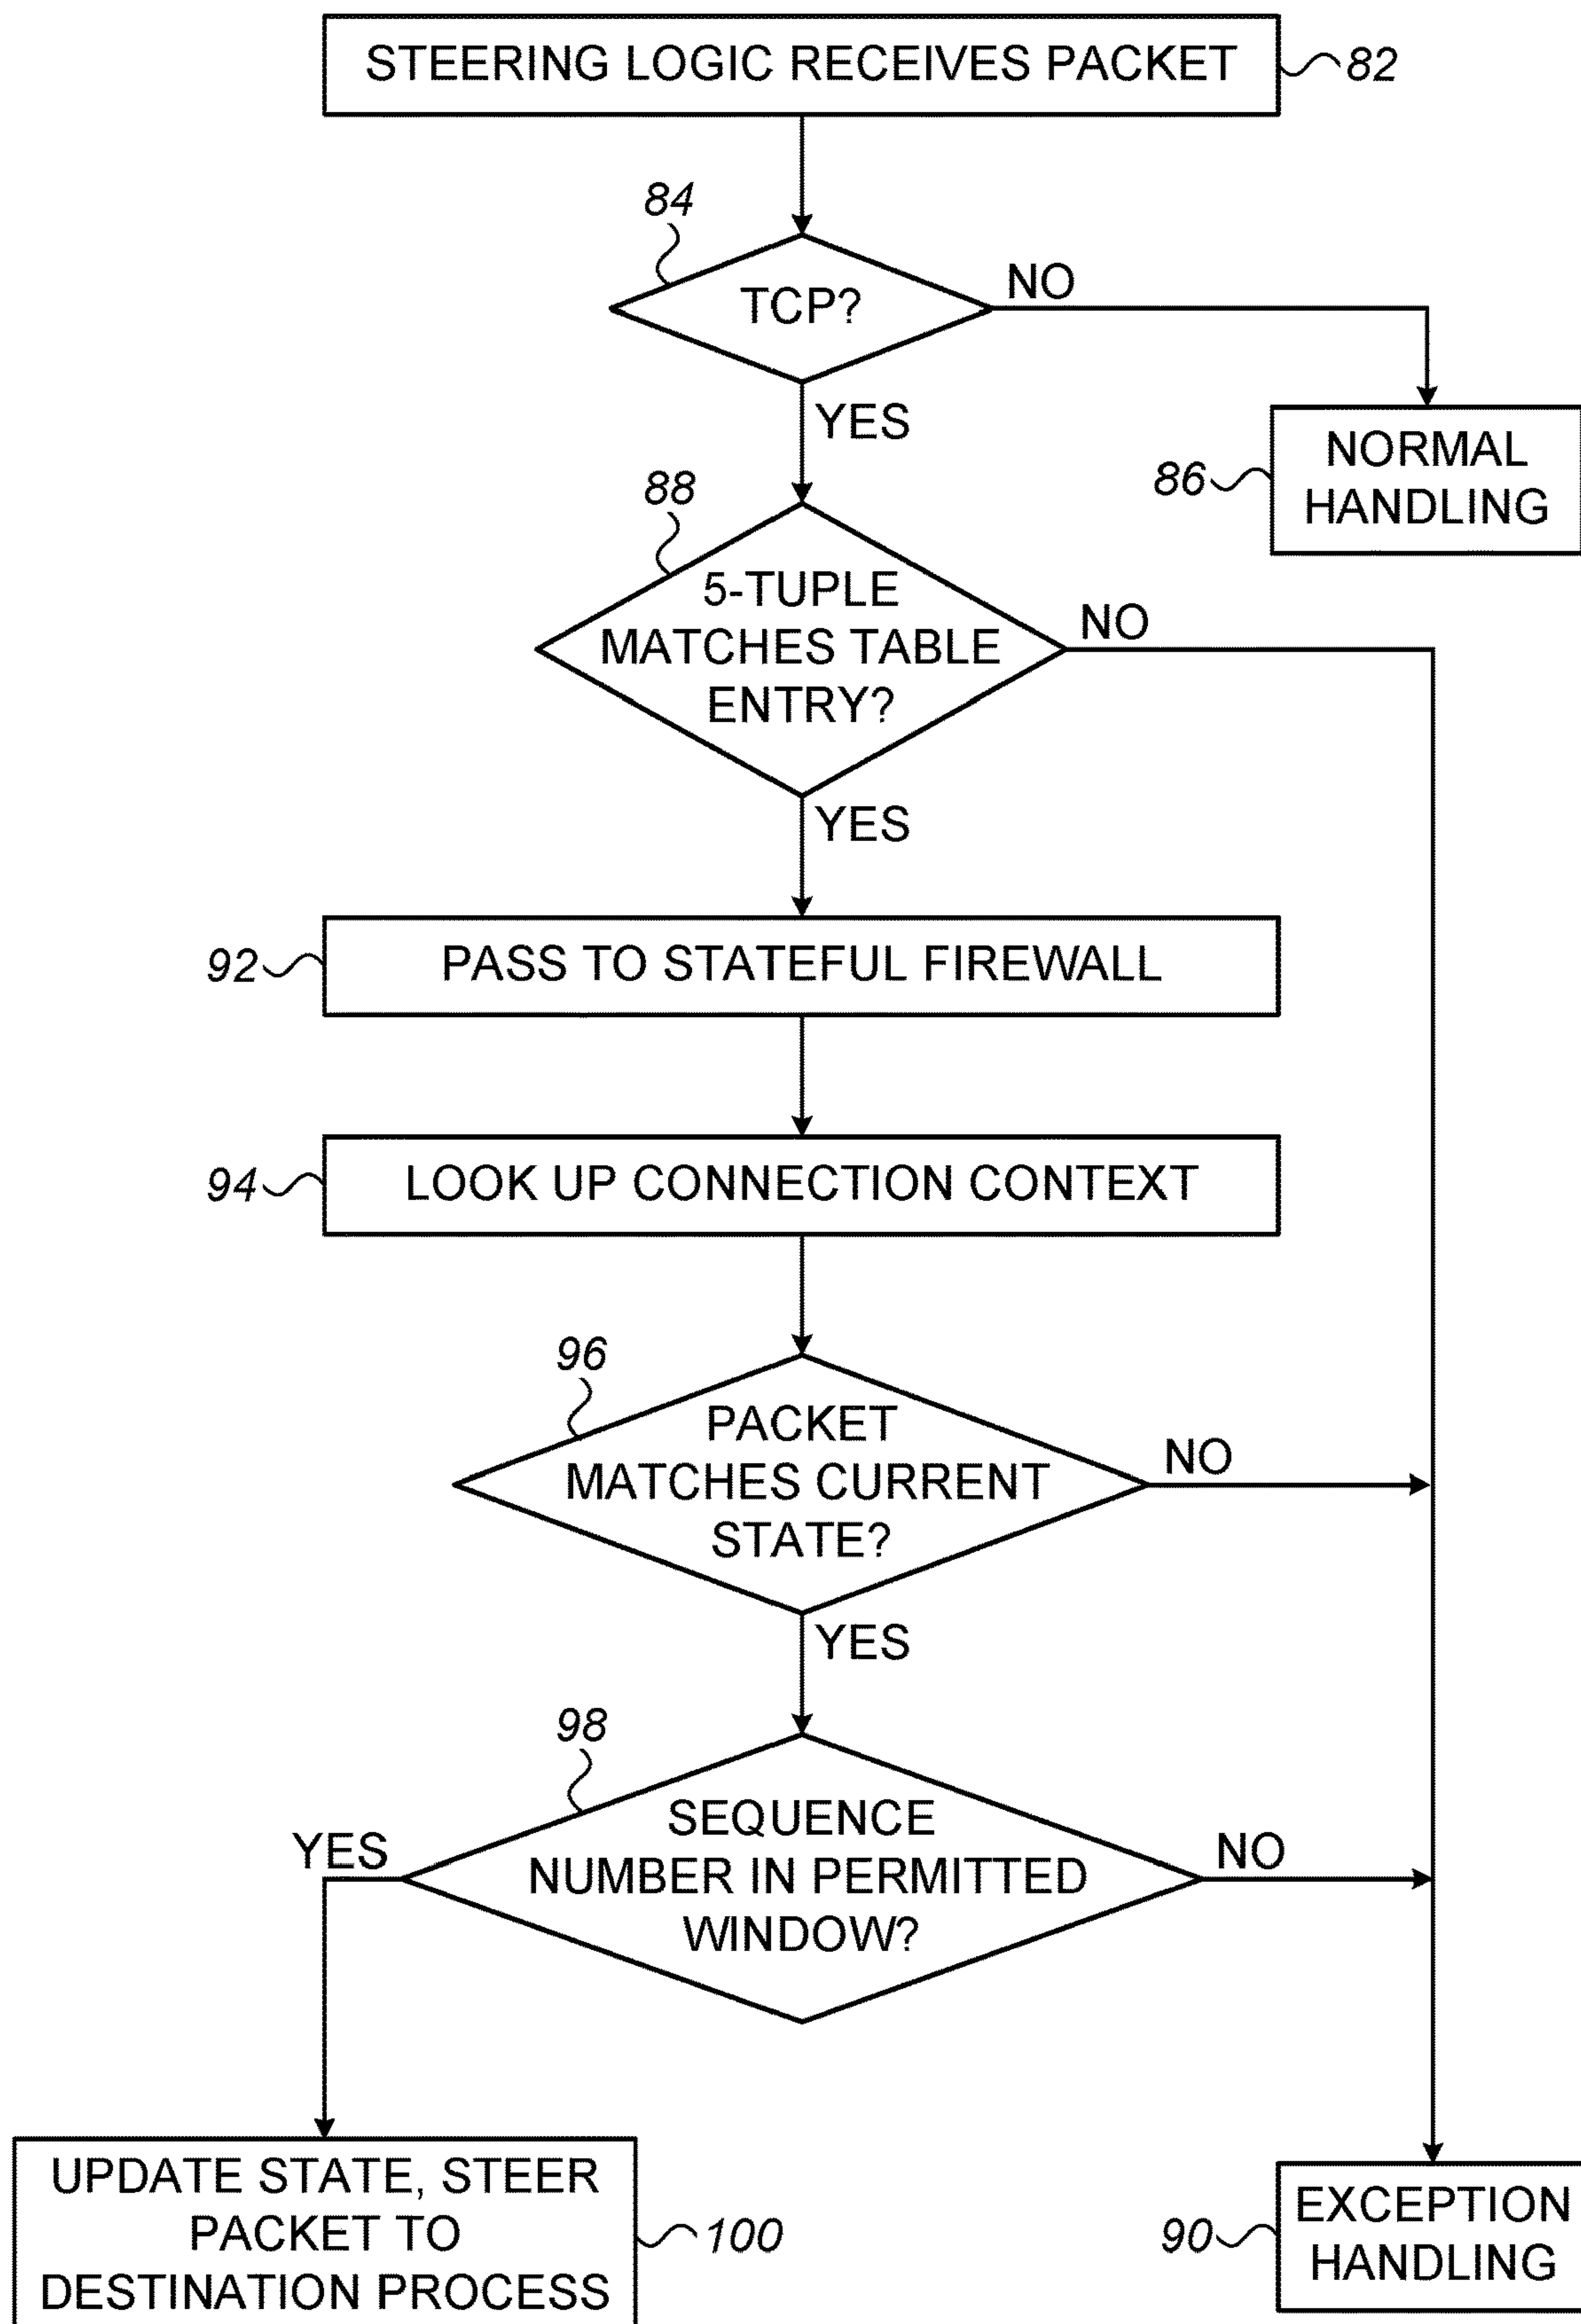 STEERING LOGIC RECEIVES PACKET
82
84
TCP?
NO
YES
NORMAL
HANDLING
86
88
5-TUPLE
MATCHES TABLE
ENTRY?
NO
YES
92
PASS TO STATEFUL FIREWALL
94
LOOK UP CONNECTION CONTEXT
96
PACKET
MATCHES CURRENT
STATE?
NO
YES
98
SEQUENCE
NUMBER IN PERMITTED
WINDOW?
YES
NO
UPDATE STATE, STEER
PACKET TO
DESTINATION PROCESS
100
90
EXCEPTION
HANDLING